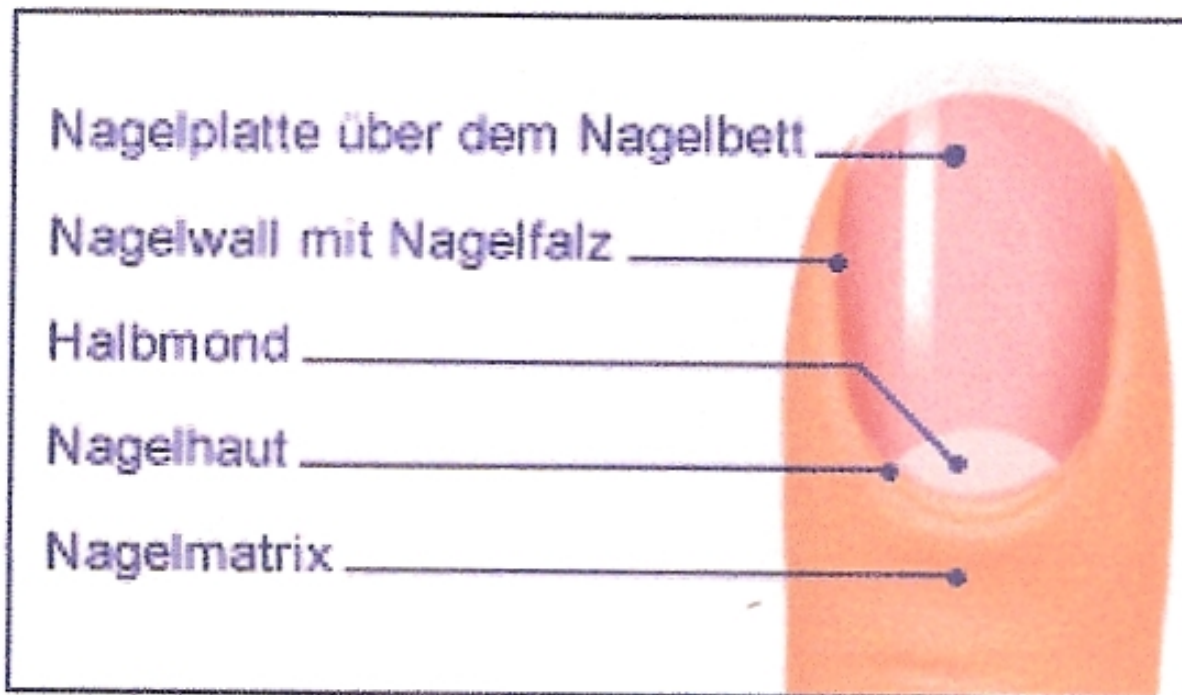 Nagelplatte über dem Nagelbett
Nagelwall mit Nagelfalz
Halbmond
Nagelhaut
Nagelmatrix